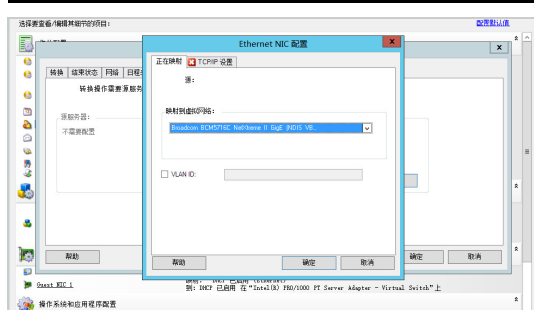 选择要查看/编辑其细节的项目:
配置默认值
Ethernet NIC 配置
正在映射
TCP/IP 设置
源:
映射到虚拟网络:
Broadcom BCM5716C NetXtreme II GigE (NDIS VB...
VLAN ID:
帮助
确定
取消
转换
结束状态
网络
转换操作需要源服务
源服务器:
不需要配置
帮助
确定
取消
Guest NIC 1
到: DHCP 已启用 在 "Intel(R) PRO/1000 PT Server Adapter - Virtual Switch"上
操作系统和应用程序配置